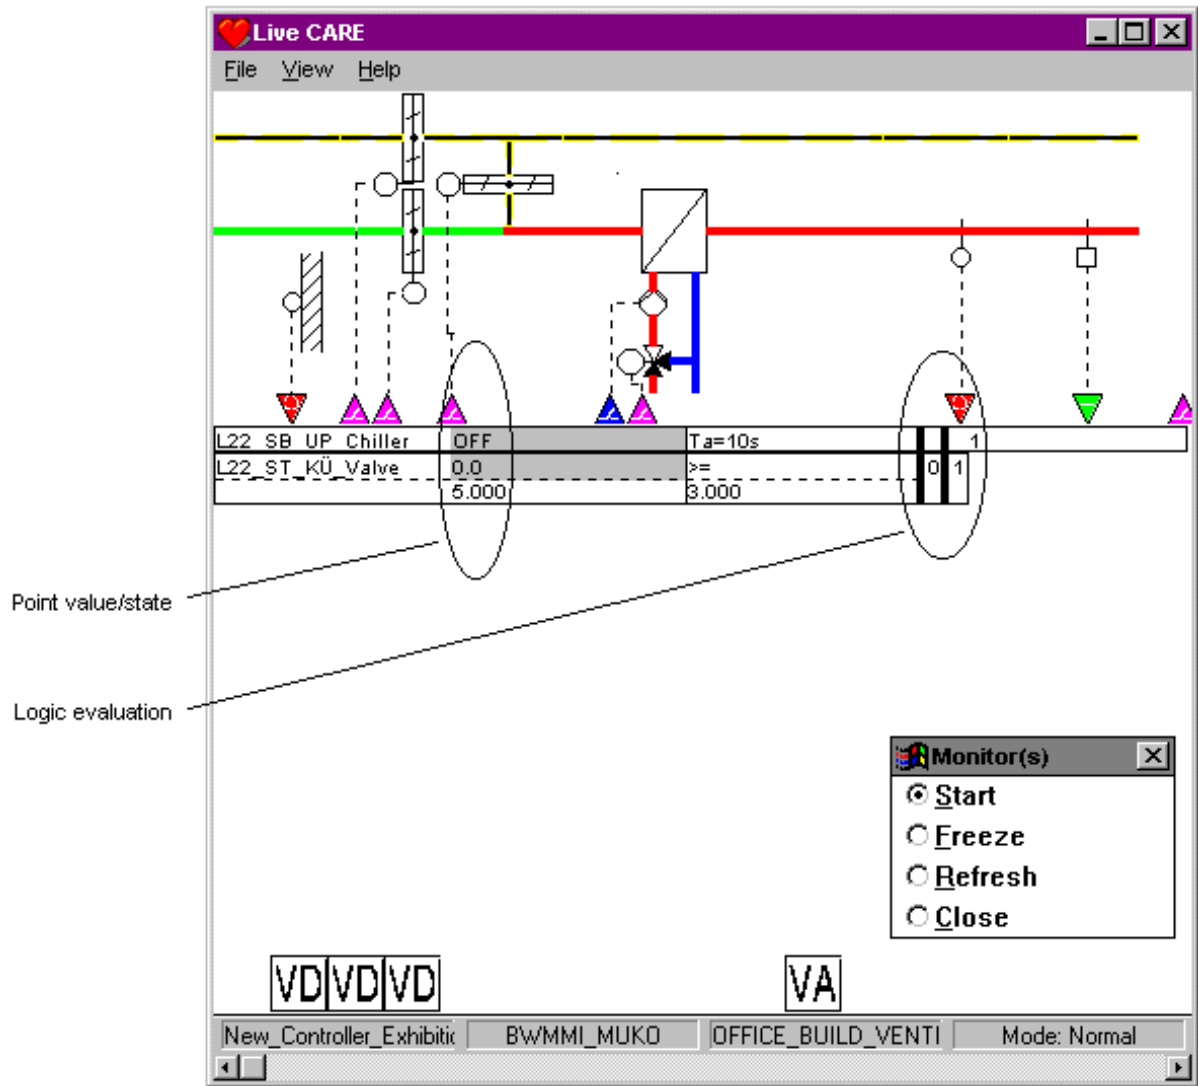 Live CARE
File View Help
L22_SB_UP_Chiller OFF Ta=10s 1
L22_ST_KÜ_Valve 0.0 >= 0 1
5.000 3.000
Point value/state
Logic evaluation
Monitor(s)
Start
Freeze
Refresh
Close
VD VD VD VA
New_Controller_Exhibitic BWMMI_MUKO OFFICE_BUILD_VENTI Mode: Normal